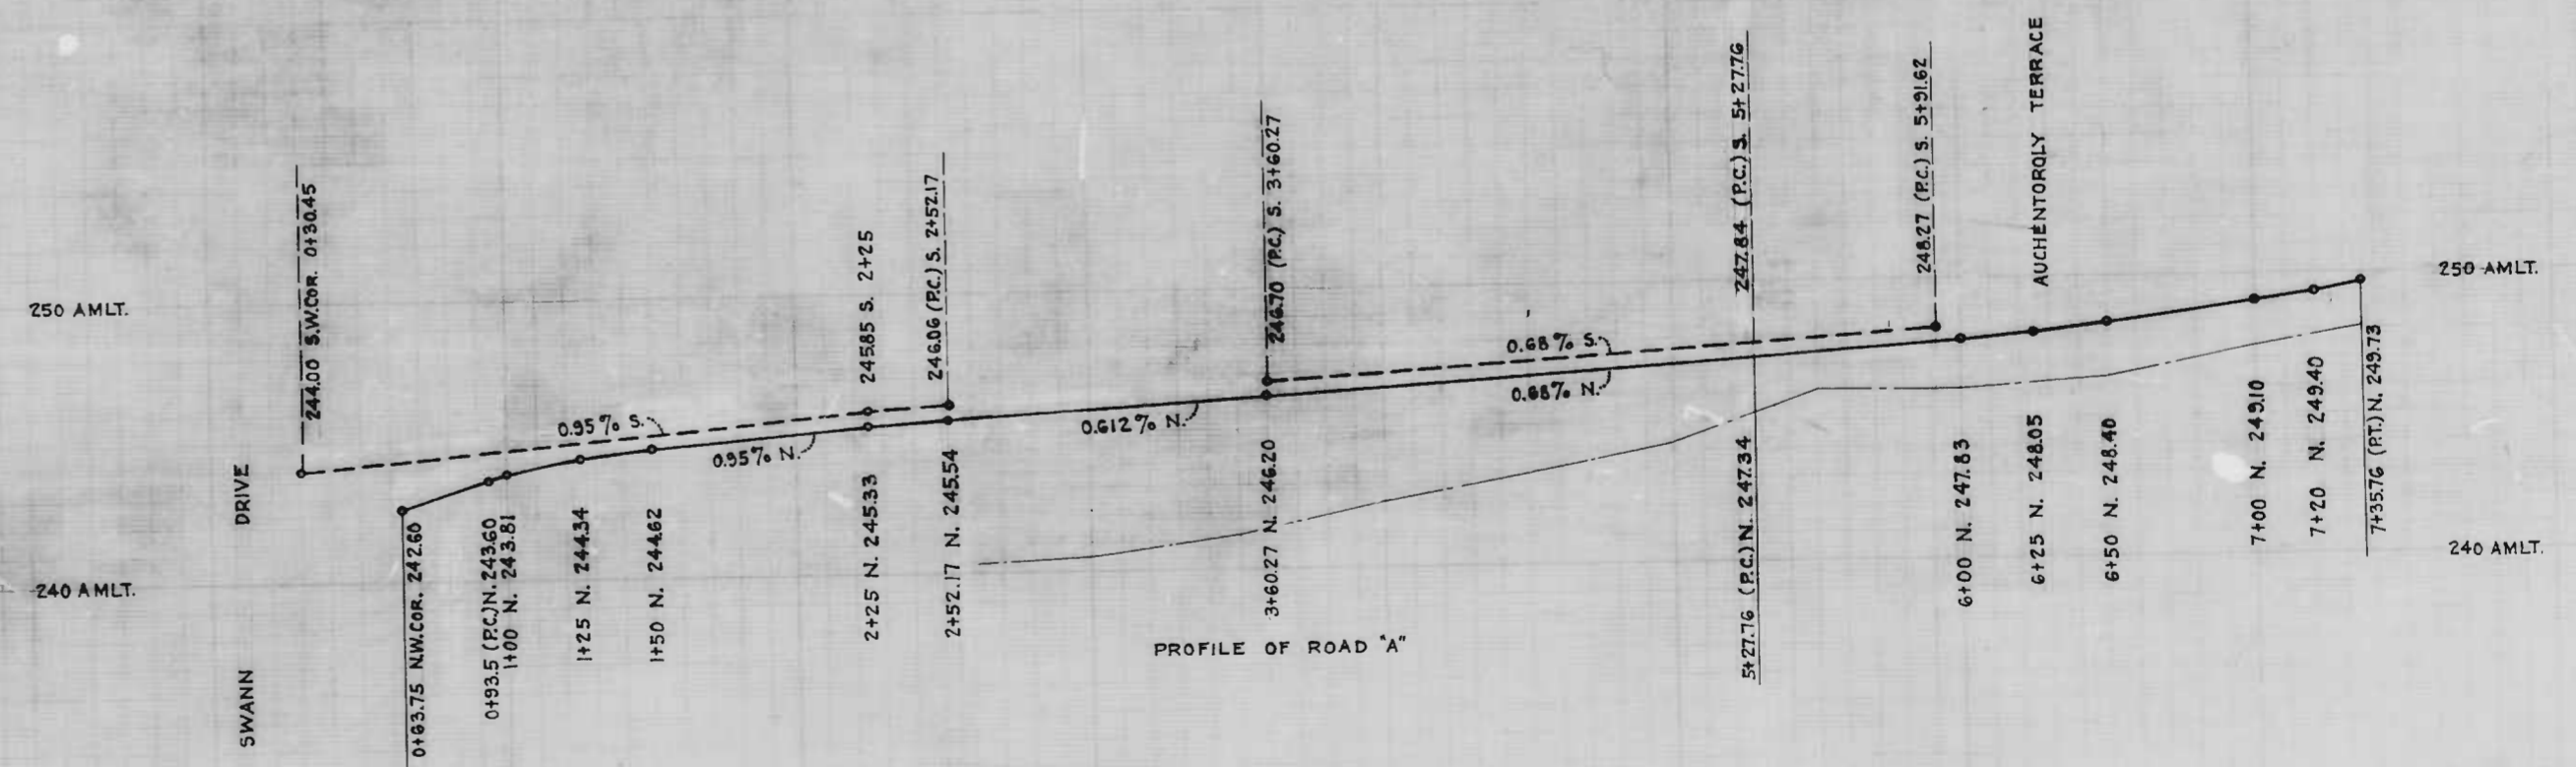 250 AMLT.
240 AMLT.
SWANN DRIVE
244.00 S.W.COR. 0+30.45
0+63.75 N.W.COR. 242.60
0+93.5 (P.C.) N. 243.60
1+00 N. 243.81
1+25 N. 244.34
1+50 N. 244.62
0.95% S.
0.95% N.
245.85 S. 2+25
2+25 N. 245.33
246.06 (P.C.) S. 2+52.17
2+52.17 N. 245.54
0.612% N.
246.70 (P.C.) S. 3+60.27
3+60.27 N. 246.20
PROFILE OF ROAD "A"
0.68% S.
0.68% N.
247.84 (P.C.) S. 5+27.76
5+27.76 (P.C.) N. 247.34
248.27 (P.C.) S. 5+91.62
6+00 N. 247.83
AUCHENTOROLY TERRACE
6+25 N. 248.05
6+50 N. 248.40
7+00 N. 249.10
7+20 N. 249.40
7+35.76 (P.T.) N. 249.73
250 AMLT.
240 AMLT.